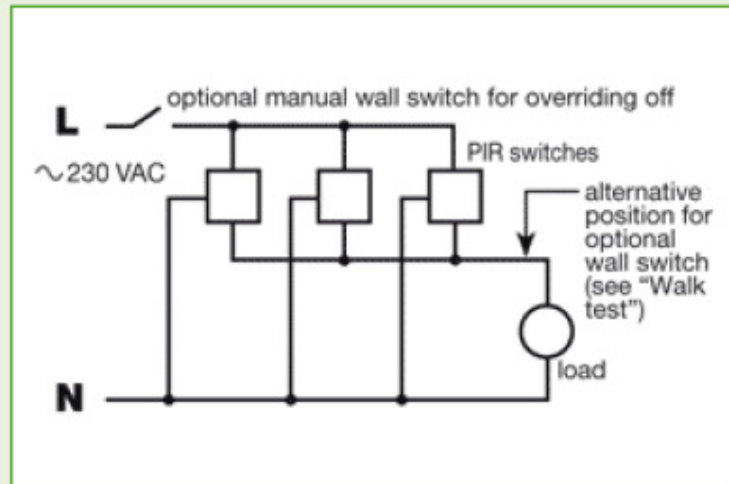 optional manual wall switch for overriding off
L
~ 230 VAC
PIR switches
alternative
position for
optional
wall switch
(see “Walk
test”)
load
N